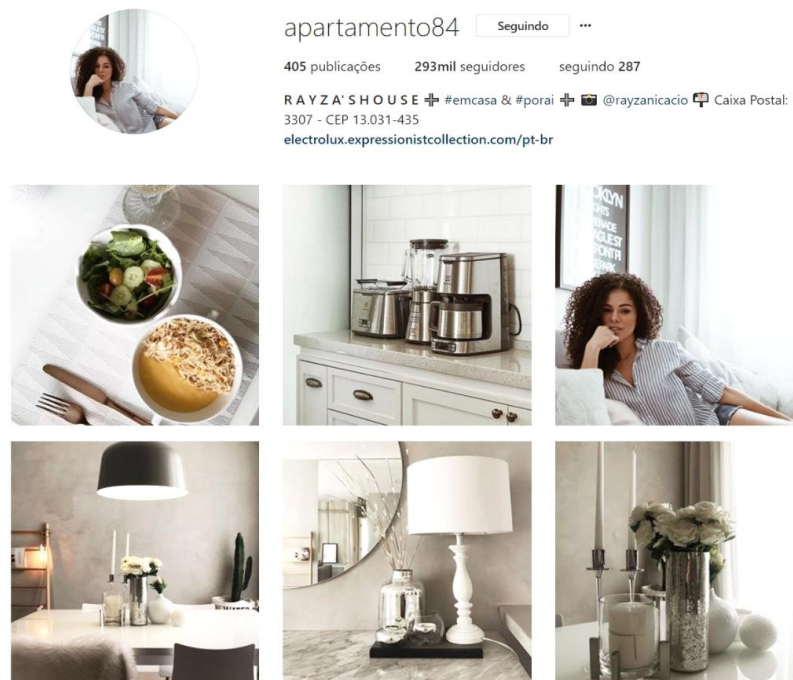 apartamento84 Seguindo •••
405 publicações 293mil seguidores seguindo 287
R A Y Z A' S H O U S E ➕ #emcasa & #porai ➕ 📷 @rayzanicacio 📮 Caixa Postal:
3307 - CEP 13.031-435
electrolux.expressionistcollection.com/pt-br